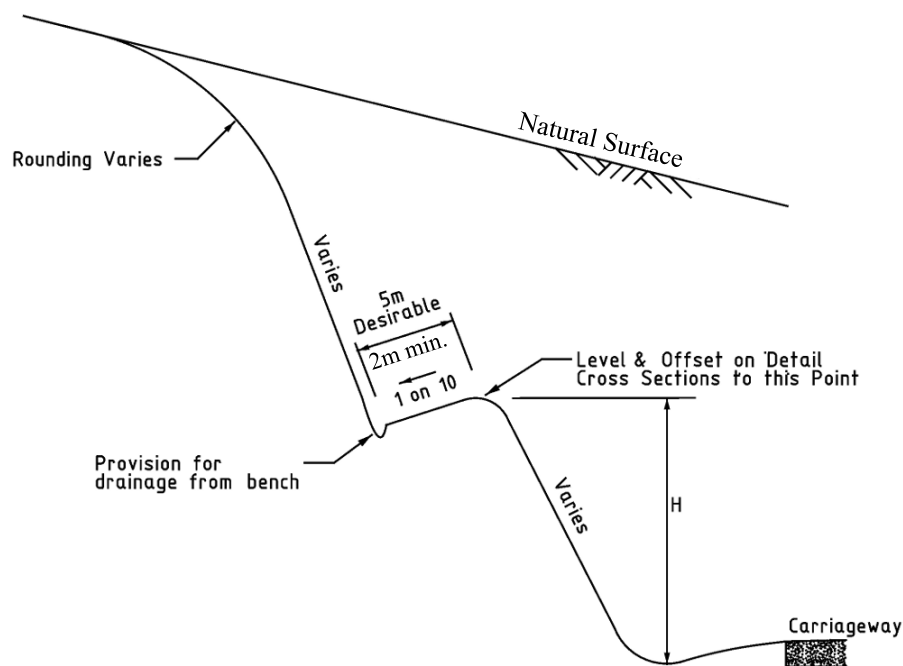 Natural Surface
Rounding Varies
Varies
5m
Desirable
2m min.
1 on 10
Level & Offset on Detail
Cross Sections to this Point
Provision for
drainage from bench
Varies
H
Carriageway